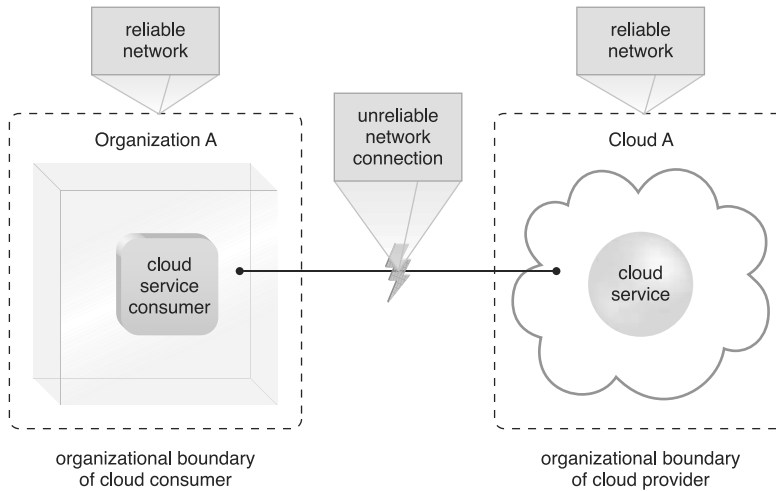 reliable
network
reliable
network
unreliable
network
connection
Organization A
Cloud A
cloud
service
consumer
cloud
service
organizational boundary
of cloud consumer
organizational boundary
of cloud provider